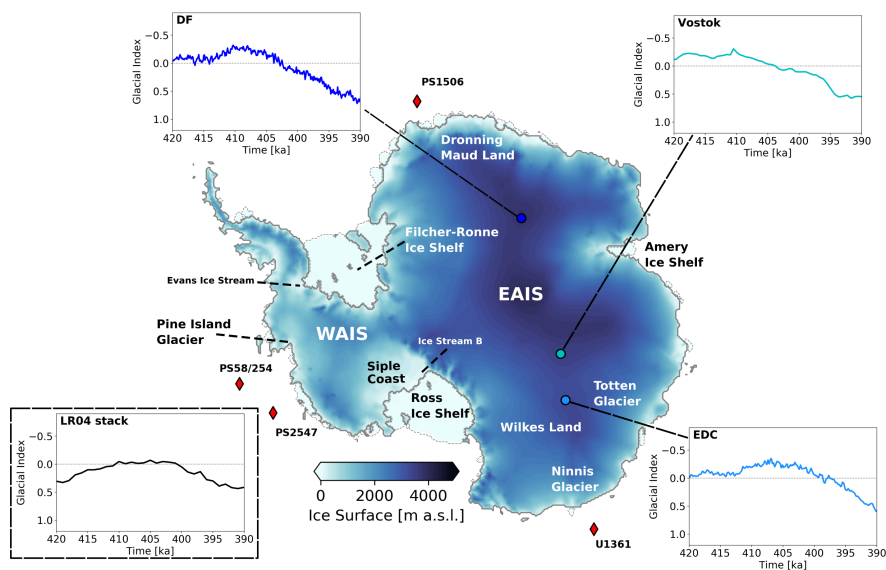 DF
Glacial Index
−0.5
0.0
0.5
1.0
420 415 410 405 400 395 390
Time [ka]
Vostok
Glacial Index
−0.5
0.0
0.5
1.0
420 415 410 405 400 395 390
Time [ka]
PS1506
Dronning
Maud Land
Filcher-Ronne
Ice Shelf
Amery
Ice Shelf
Evans Ice Stream
EAIS
Pine Island
Glacier
WAIS
Ice Stream B
PS58/254
Siple
Coast
Totten
Glacier
Ross
Ice Shelf
PS2547
Wilkes Land
Ninnis
Glacier
U1361
LR04 stack
Glacial Index
−0.5
0.0
0.5
1.0
420 415 410 405 400 395 390
Time [ka]
0 2000 4000
Ice Surface [m a.s.l.]
EDC
Glacial Index
−0.5
0.0
0.5
1.0
420 415 410 405 400 395 390
Time [ka]